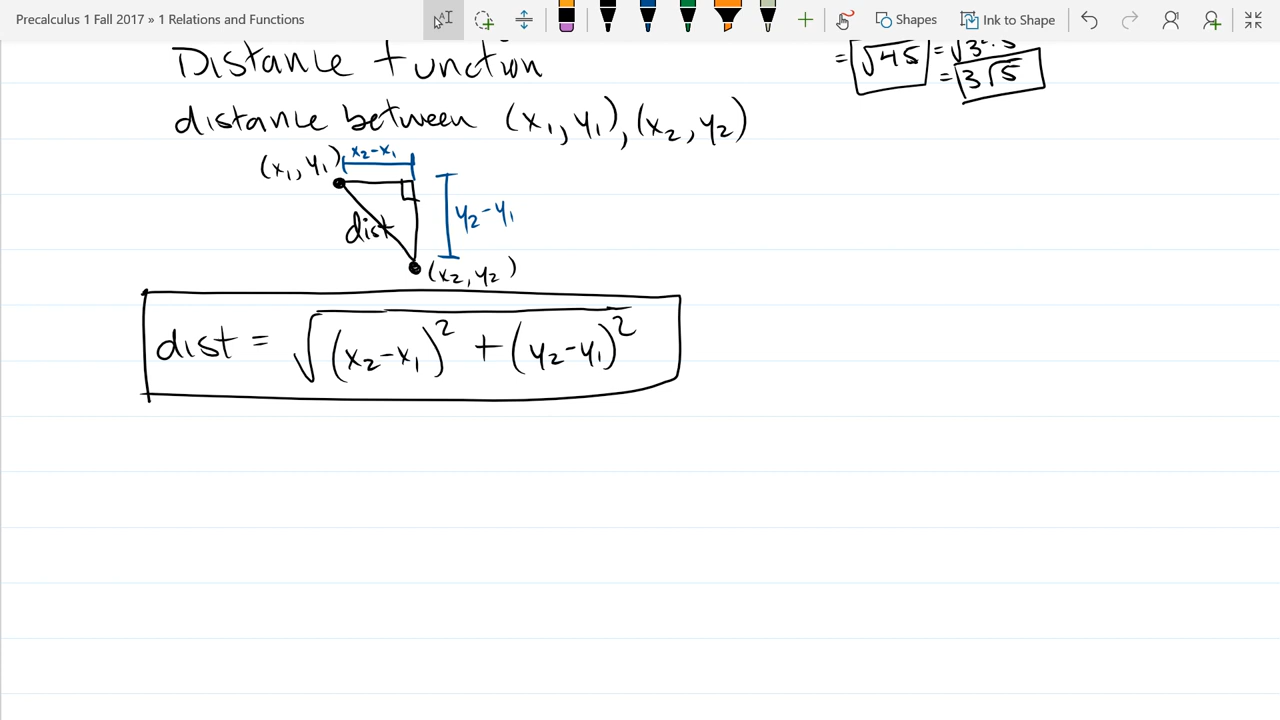 Precalculus 1 Fall 2017 » 1 Relations and Functions
Shapes
Ink to Shape
Distance function
= √45 = √3²·5
= 3√5
distance between (x₁, y₁), (x₂, y₂)
(x₁, y₁) x₂-x₁
dist y₂-y₁
(x₂, y₂)
dist = √(x₂-x₁)² + (y₂-y₁)²